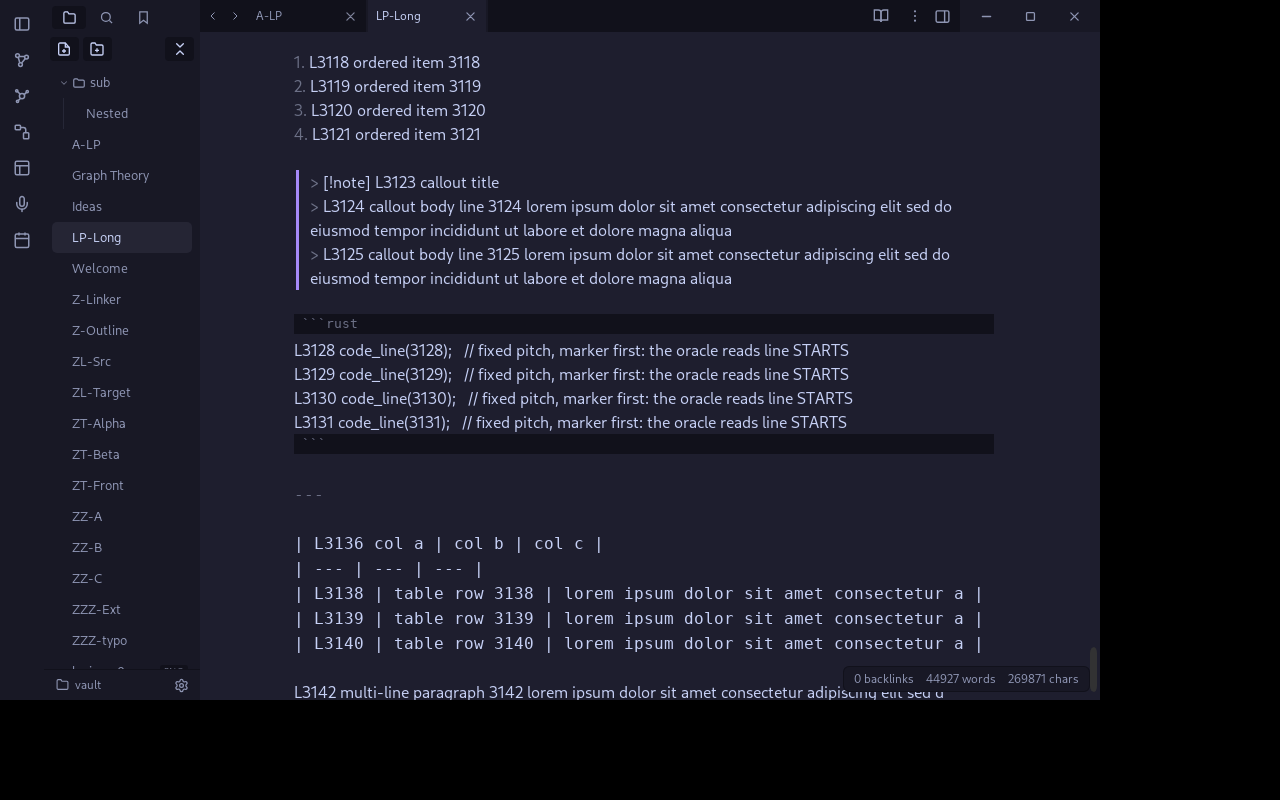 A-LP
LP-Long
sub
Nested
A-LP
Graph Theory
Ideas
LP-Long
Welcome
Z-Linker
Z-Outline
ZL-Src
ZL-Target
ZT-Alpha
ZT-Beta
ZT-Front
ZZ-A
ZZ-B
ZZ-C
ZZZ-Ext
ZZZ-typo
vault
1. L3118 ordered item 3118
2. L3119 ordered item 3119
3. L3120 ordered item 3120
4. L3121 ordered item 3121
> [!note] L3123 callout title
> L3124 callout body line 3124 lorem ipsum dolor sit amet consectetur adipiscing elit sed do
eiusmod tempor incididunt ut labore et dolore magna aliqua
> L3125 callout body line 3125 lorem ipsum dolor sit amet consectetur adipiscing elit sed do
eiusmod tempor incididunt ut labore et dolore magna aliqua
```rust
L3128 code_line(3128);   // fixed pitch, marker first: the oracle reads line STARTS
L3129 code_line(3129);   // fixed pitch, marker first: the oracle reads line STARTS
L3130 code_line(3130);   // fixed pitch, marker first: the oracle reads line STARTS
L3131 code_line(3131);   // fixed pitch, marker first: the oracle reads line STARTS
```
---
| L3136 col a | col b | col c |
| --- | --- | --- |
| L3138 | table row 3138 | lorem ipsum dolor sit amet consectetur a |
| L3139 | table row 3139 | lorem ipsum dolor sit amet consectetur a |
| L3140 | table row 3140 | lorem ipsum dolor sit amet consectetur a |
L3142 multi-line paragraph 3142 lorem ipsum dolor sit amet consectetur adipiscing elit sed d
0 backlinks 44927 words 269871 chars